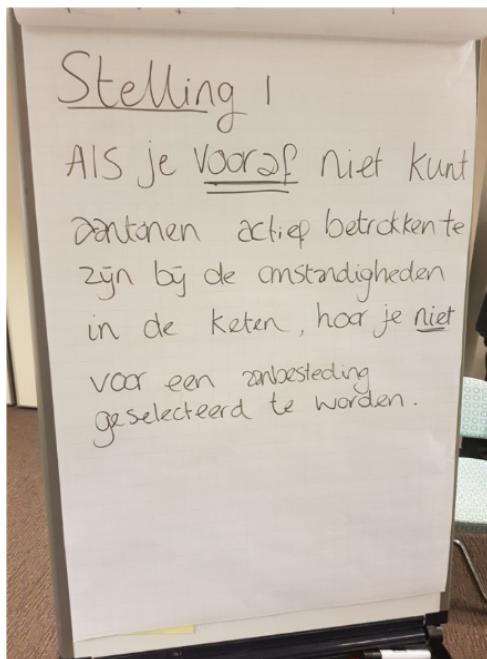 Stelling 1
Als je vooraf niet kunt
aantonen actief betrokken te
zijn bij de omstandigheden
in de keten, hoor je niet
voor een aanbesteding
geselecteerd te worden.